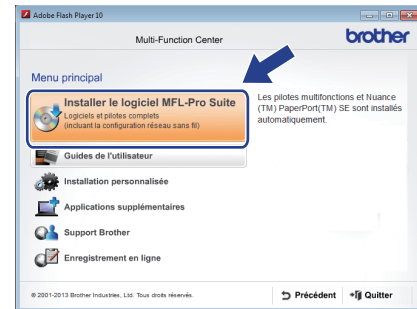 Adobe Flash Player 10
Multi-Function Center
brother
Menu principal
Installer le logiciel MFL-Pro Suite
Logiciels et pilotes complets
(incluant la configuration réseau sans fil)
Les pilotes multifonctions et Nuance
(TM) PaperPort(TM) SE sont installés
automatiquement.
Guides de l'utilisateur
Installation personnalisée
Applications supplémentaires
Support Brother
Enregistrement en ligne
© 2001-2013 Brother Industries, Ltd. Tous droits réservés.
Précédent
Quitter